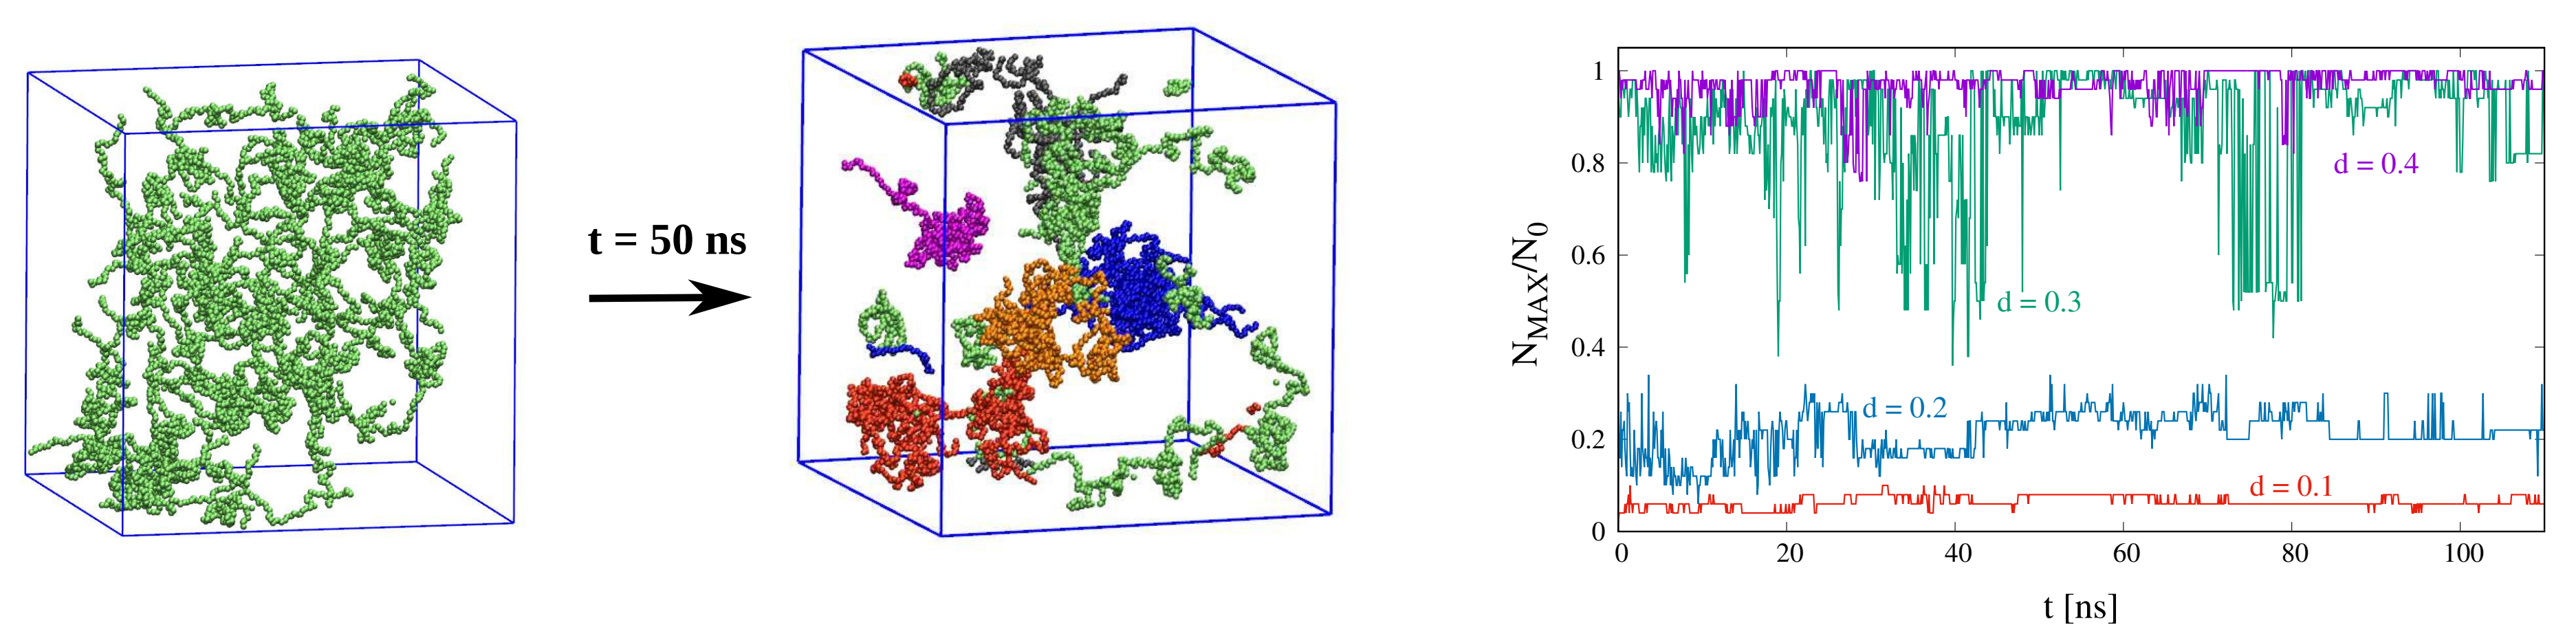 t = 50 ns
N_MAX/N_0
1
0.8
0.6
0.4
0.2
0
0 20 40 60 80 100
t [ns]
d = 0.4
d = 0.3
d = 0.2
d = 0.1